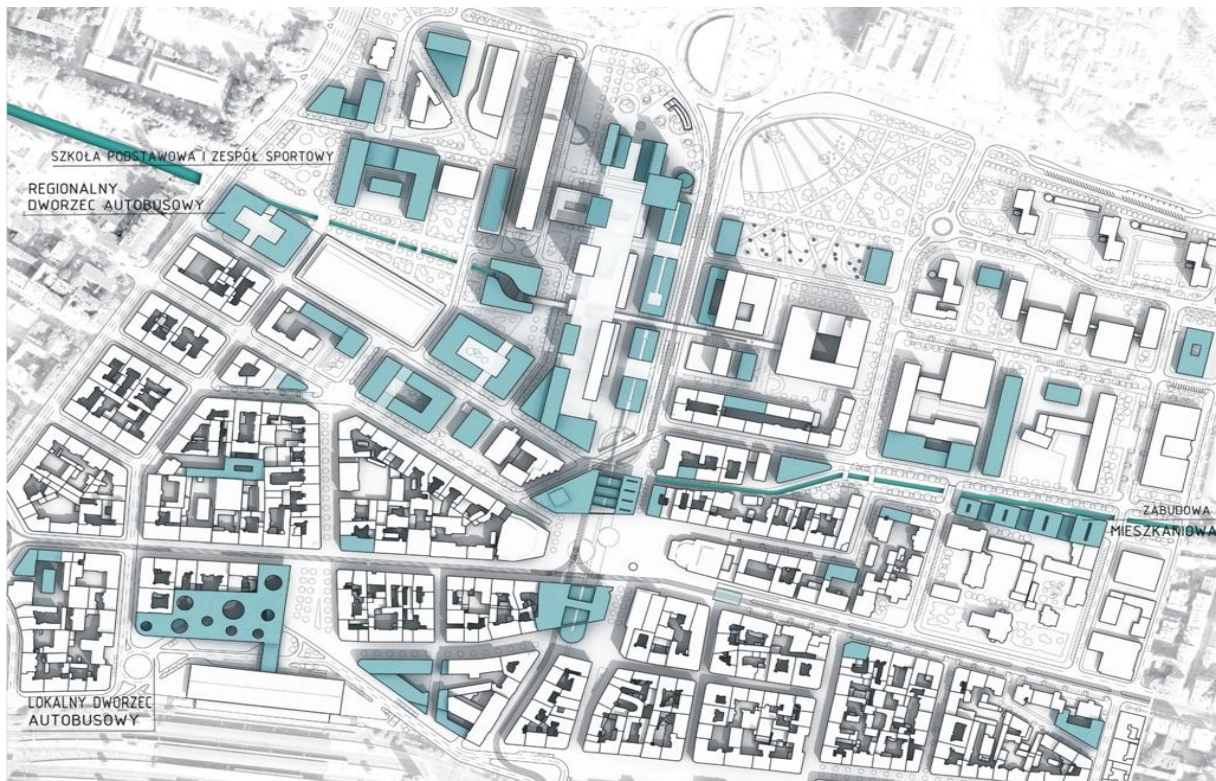 SZKOŁA PODSTAWOWA I ZESPÓŁ SPORTOWY
REGIONALNY
DWORZEC AUTOBUSOWY
ZABUDOWA
MIESZKANIOWA
LOKALNY DWORZEC
AUTOBUSOWY